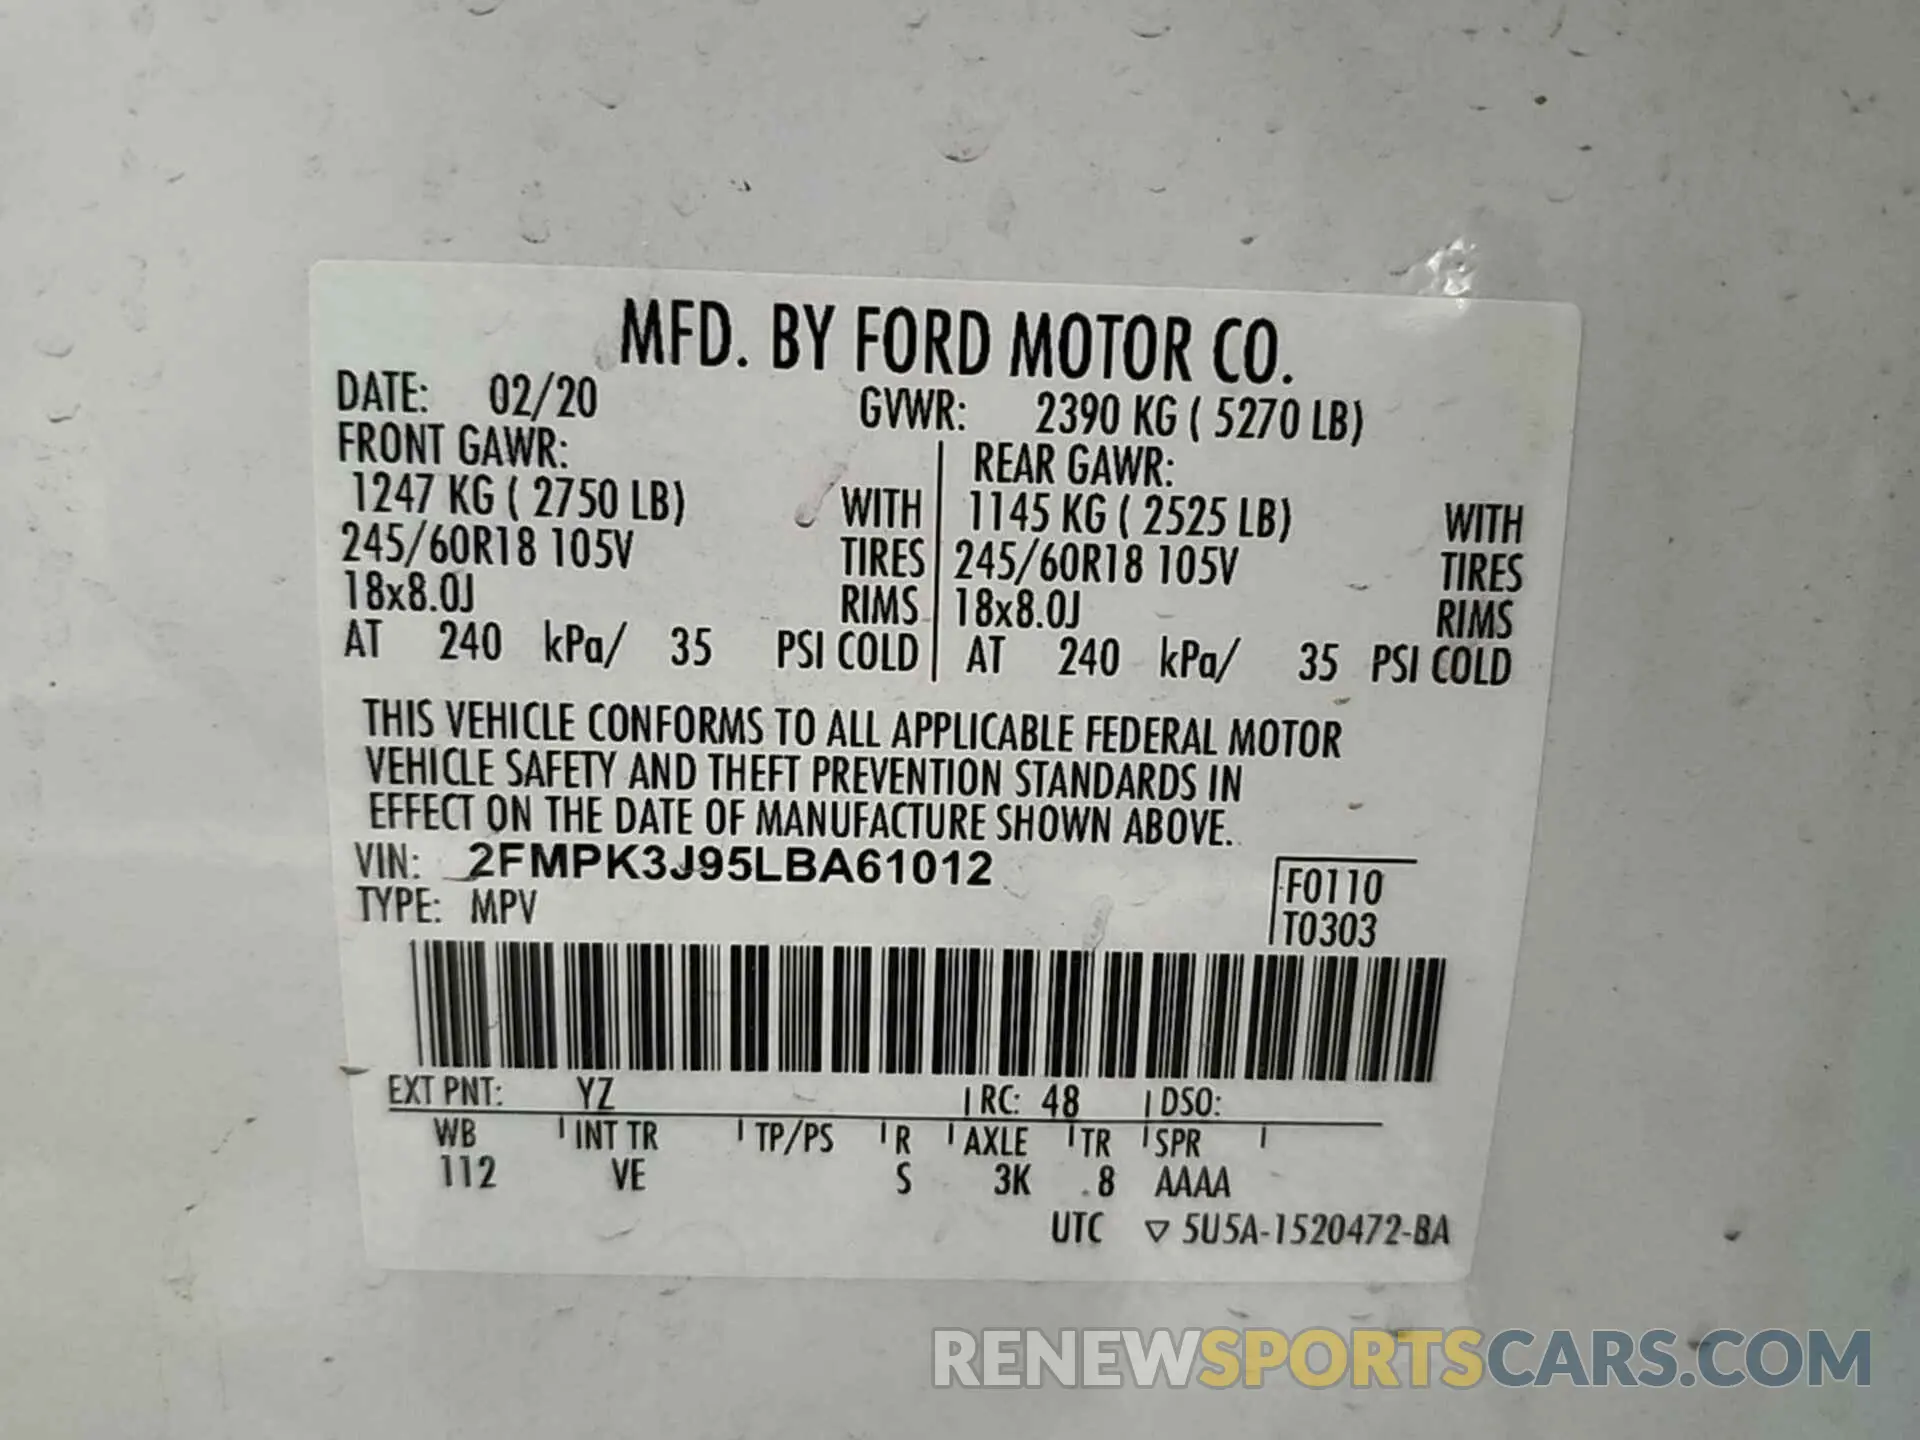 MFD. BY FORD MOTOR CO.
DATE: 02/20 GVWR: 2390 KG ( 5270 LB)
FRONT GAWR: REAR GAWR:
1247 KG ( 2750 LB) WITH 1145 KG ( 2525 LB) WITH
245/60R18 105V TIRES 245/60R18 105V TIRES
18x8.0J RIMS 18x8.0J RIMS
AT 240 kPa/ 35 PSI COLD AT 240 kPa/ 35 PSI COLD
THIS VEHICLE CONFORMS TO ALL APPLICABLE FEDERAL MOTOR
VEHICLE SAFETY AND THEFT PREVENTION STANDARDS IN
EFFECT ON THE DATE OF MANUFACTURE SHOWN ABOVE.
VIN: 2FMPK3J95LBA61012 F0110
TYPE: MPV T0303
EXT PNT: YZ RC: 48 DSO:
WB INT TR TP/PS R AXLE TR SPR
112 VE S 3K 8 AAAA
UTC ▽ 5U5A-1520472-BA
RENEWSPORTSCARS.COM